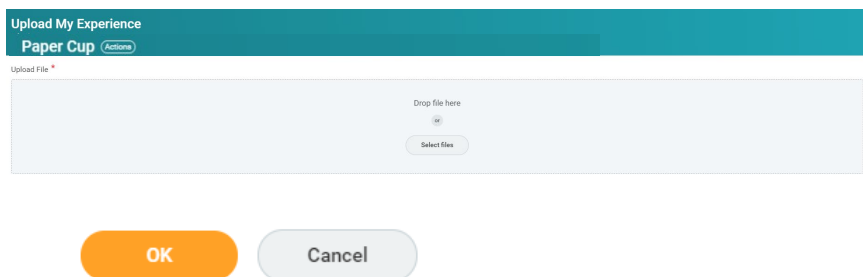 Upload My Experience
Paper Cup Actions
Upload File *
Drop file here
or
Select files
OK Cancel